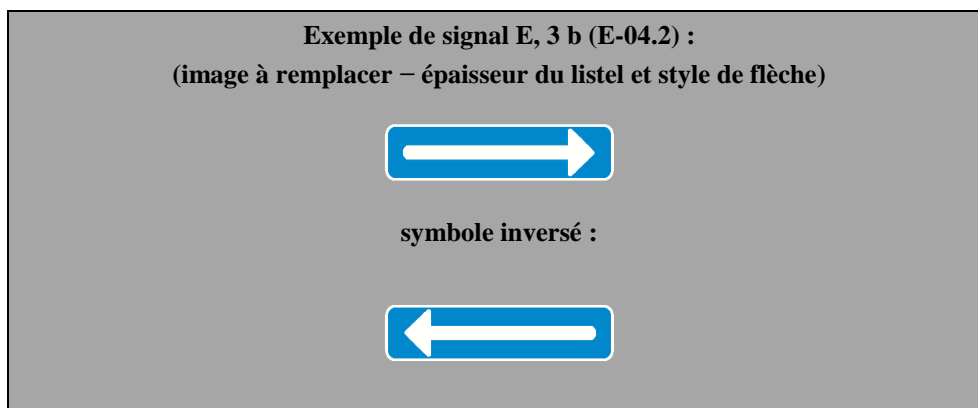 Exemple de signal E, 3 b (E-04.2) :
(image à remplacer − épaisseur du listel et style de flèche)
symbole inversé :